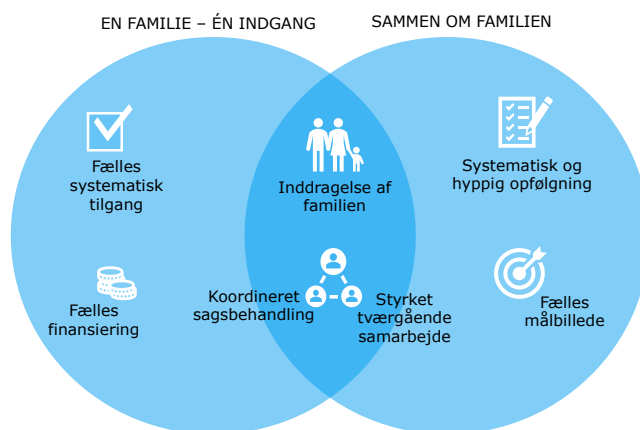 EN FAMILIE – ÉN INDGANG
SAMMEN OM FAMILIEN
Fælles
systematisk
tilgang
Inddragelse af
familien
Systematisk og
hyppig opfølgning
Fælles
finansiering
Koordineret
sagsbehandling
Styrket
tværgående
samarbejde
Fælles
målbillede